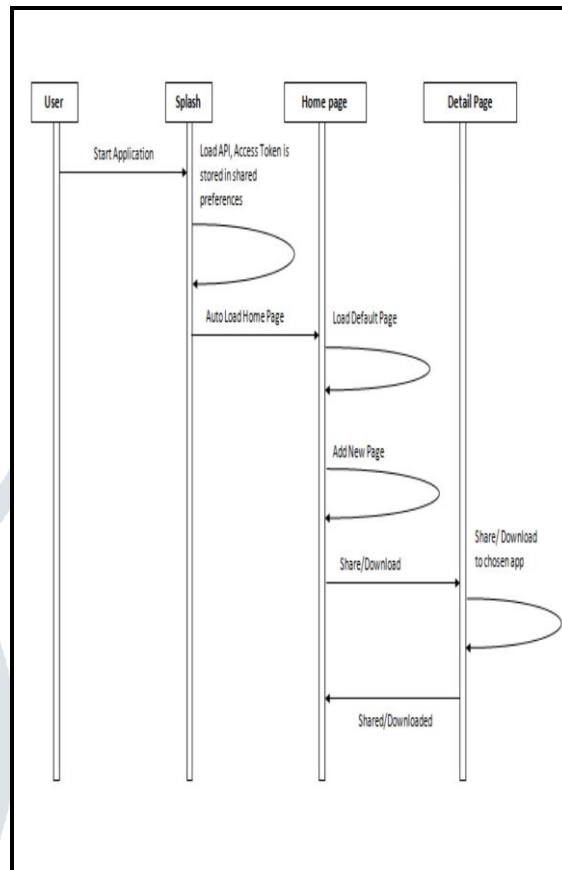 User
Splash
Home page
Detail Page
Start Application
Load API, Access Token is
stored in shared
preferences
Auto Load Home Page
Load Default Page
Add New Page
Share/Download
Share/ Download
to chosen app
Shared/Downloaded